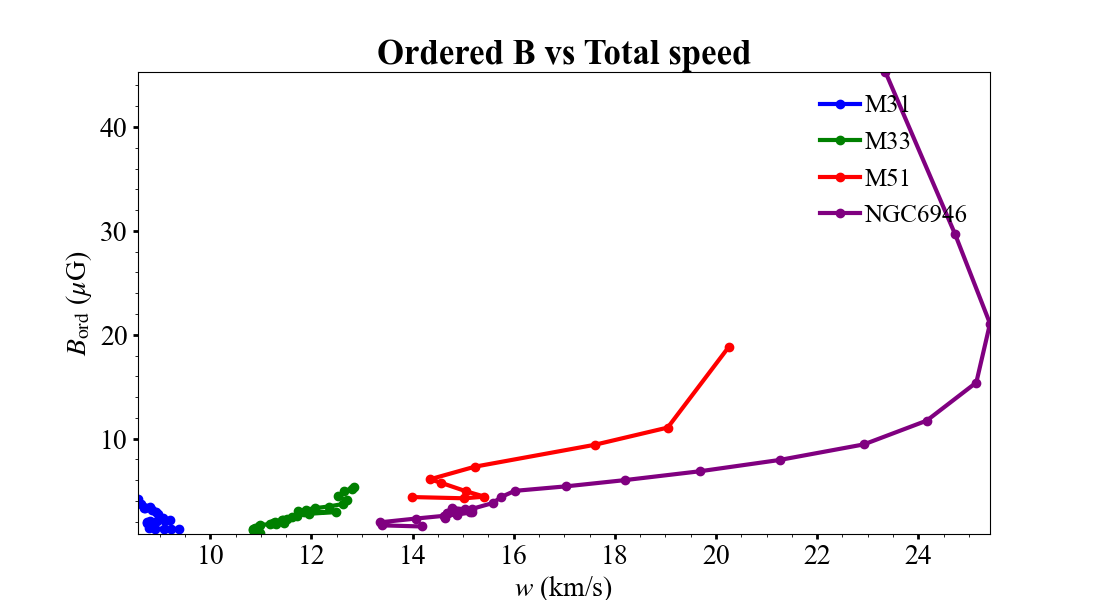 Ordered B vs Total speed
M31
M33
M51
NGC6946
40
30
20
10
B_ord (μG)
10 12 14 16 18 20 22 24
w (km/s)